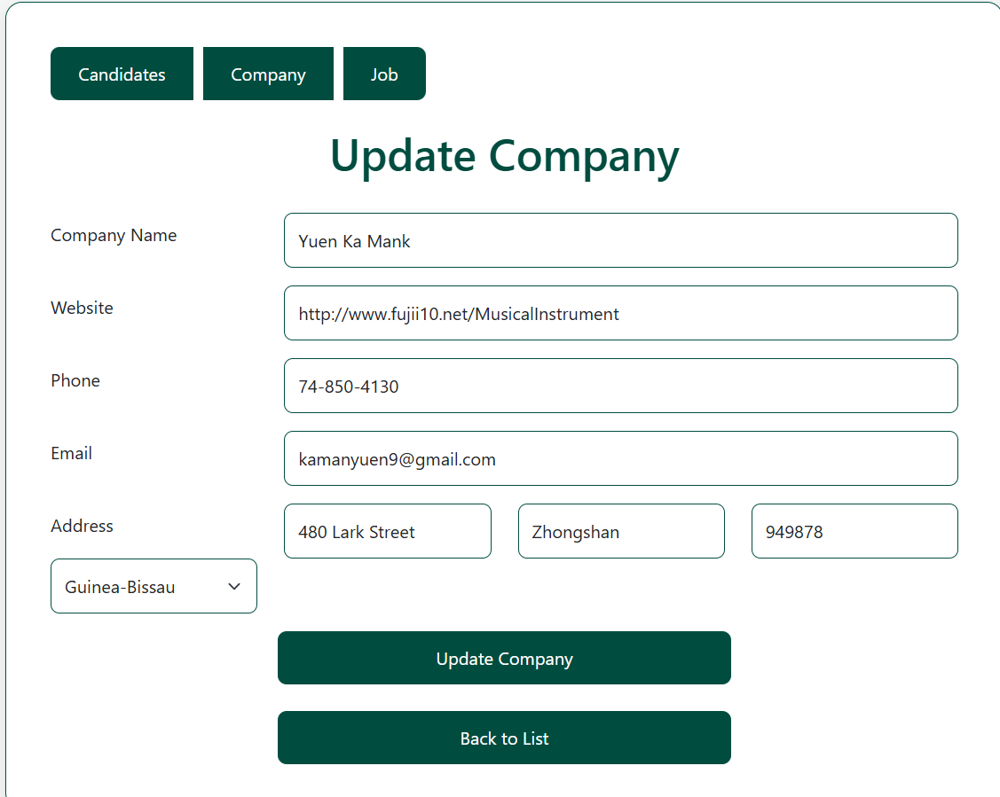 Candidates Company Job
Update Company
Company Name Yuen Ka Mank
Website http://www.fujii10.net/MusicalInstrument
Phone 74-850-4130
Email kamanyuen9@gmail.com
Address 480 Lark Street Zhongshan 949878
Guinea-Bissau
Update Company
Back to List